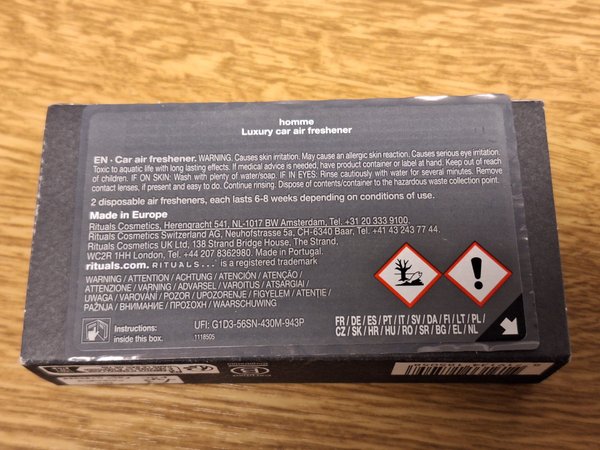 homme
Luxury car air freshener
EN - Car air freshener. WARNING. Causes skin irritation. May cause an allergic skin reaction. Causes serious eye irritation.
Toxic to aquatic life with long lasting effects. If medical advice is needed, have product container or label at hand. Keep out of reach
of children. IF ON SKIN: Wash with plenty of water/soap. IF IN EYES: Rinse cautiously with water for several minutes. Remove
contact lenses, if present and easy to do. Continue rinsing. Dispose of contents/container to the hazardous waste collection point.
2 disposable air fresheners, each lasts 6-8 weeks depending on conditions of use.
Made in Europe
Rituals Cosmetics, Herengracht 541, NL-1017 BW Amsterdam, Tel. +31 20 333 9100.
Rituals Cosmetics Switzerland AG, Neuhofstrasse 5a, CH-6340 Baar, Tel. +41 43 243 77 44.
Rituals Cosmetics UK Ltd, 138 Strand Bridge House, The Strand,
WC2R 1HH London, Tel. +44 207 8362980. Made in Portugal.
rituals.com. RITUALS... is a registered trademark
WARNING / ATTENTION / ACHTUNG / ATENCIÓN / ATENÇÃO /
ATTENZIONE / VARNING / ADVARSEL / VAROITUS / ATSARGIAI /
UWAGA / VAROVÁNÍ / POZOR / UPOZORENJE / FIGYELEM / ATENȚIE /
PAŽNJA / ВНИМАНИЕ / ΠΡΟΣΟΧΗ / WAARSCHUWING
Instructions:
inside this box.
UFI: G1D3-56SN-430M-943P
1118505
FR / DE / ES / PT / IT / SV / DA / FI / LT / PL /
CZ / SK / HR / HU / RO / SR / BG / EL / NL